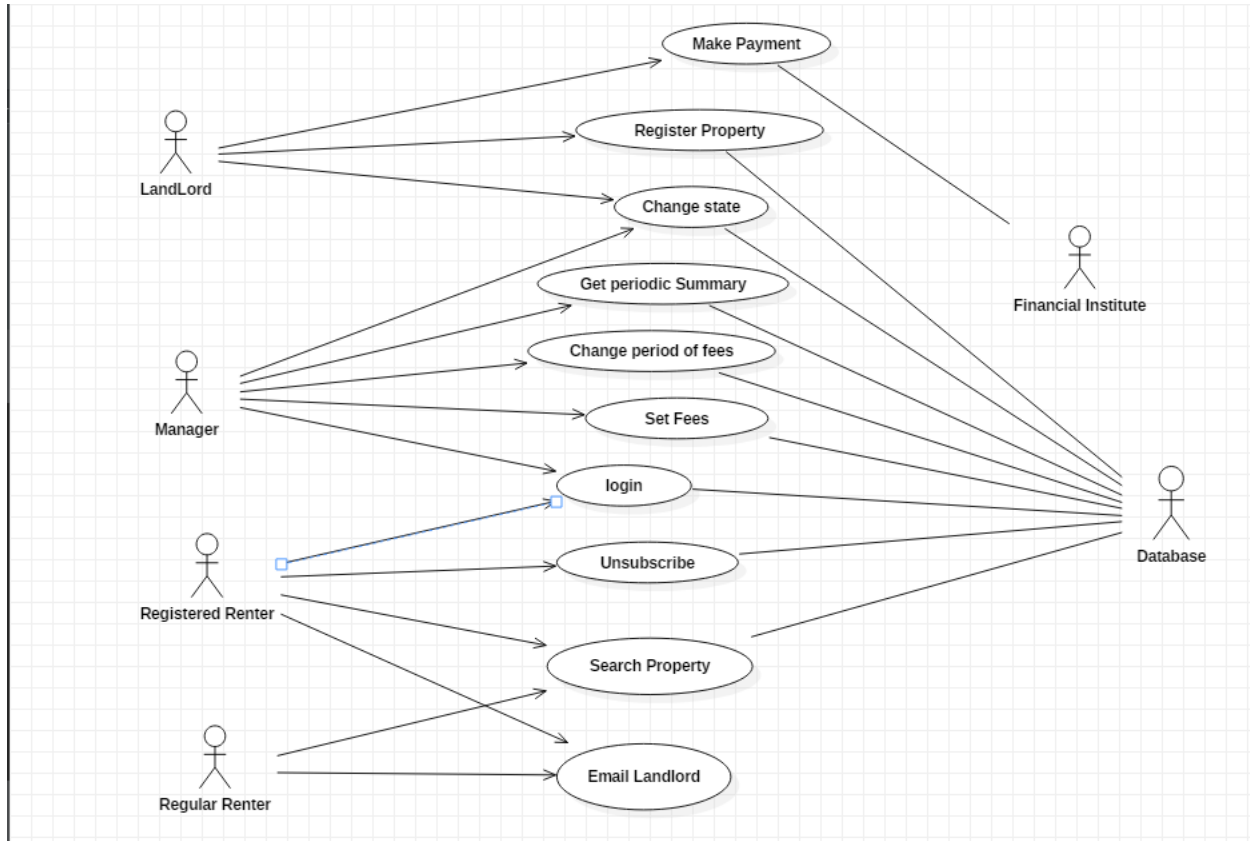 Make Payment
Register Property
LandLord
Change state
Get periodic Summary
Financial Institute
Change period of fees
Set Fees
Manager
login
Database
Unsubscribe
Registered Renter
Search Property
Email Landlord
Regular Renter